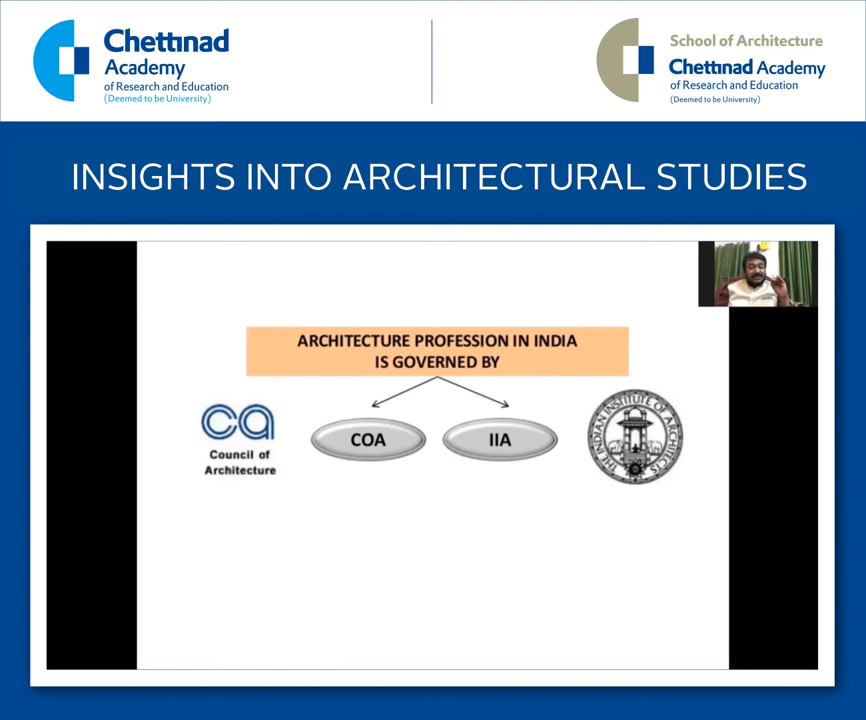 Chettinad
Academy
of Research and Education
(Deemed to be University)
School of Architecture
Chettinad Academy
of Research and Education
(Deemed to be University)
INSIGHTS INTO ARCHITECTURAL STUDIES
ARCHITECTURE PROFESSION IN INDIA
IS GOVERNED BY
ca
Council of
Architecture
COA
IIA
THE INDIAN INSTITUTE OF ARCHITECTS